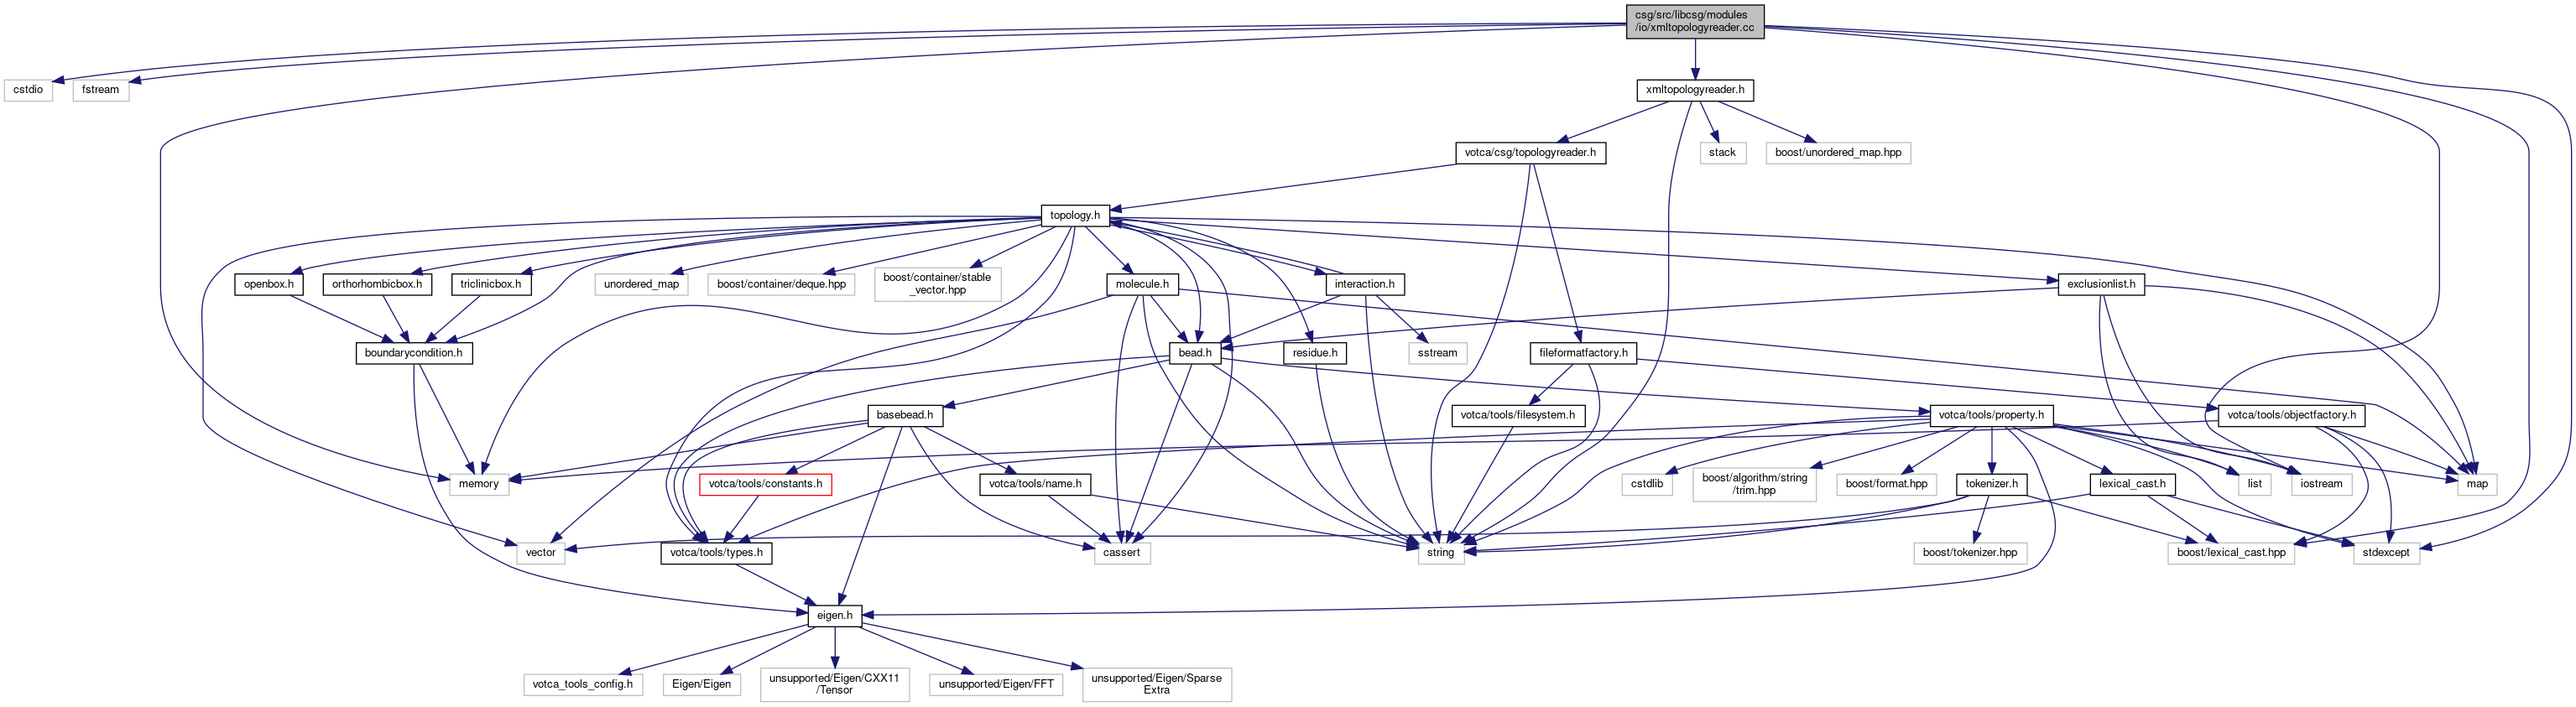 csg/src/libcsg/modules
/io/xmltopologyreader.cc
cstdio
fstream
xmltopologyreader.h
votca/csg/topologyreader.h
stack
boost/unordered_map.hpp
topology.h
openbox.h
orthorhombicbox.h
triclinicbox.h
unordered_map
boost/container/deque.hpp
boost/container/stable
_vector.hpp
molecule.h
interaction.h
exclusionlist.h
boundarycondition.h
bead.h
residue.h
sstream
fileformatfactory.h
basebead.h
votca/tools/filesystem.h
votca/tools/property.h
votca/tools/objectfactory.h
memory
votca/tools/constants.h
votca/tools/name.h
cstdlib
boost/algorithm/string
/trim.hpp
boost/format.hpp
tokenizer.h
lexical_cast.h
list
iostream
map
vector
votca/tools/types.h
cassert
string
boost/tokenizer.hpp
boost/lexical_cast.hpp
stdexcept
eigen.h
votca_tools_config.h
Eigen/Eigen
unsupported/Eigen/CXX11
/Tensor
unsupported/Eigen/FFT
unsupported/Eigen/Sparse
Extra